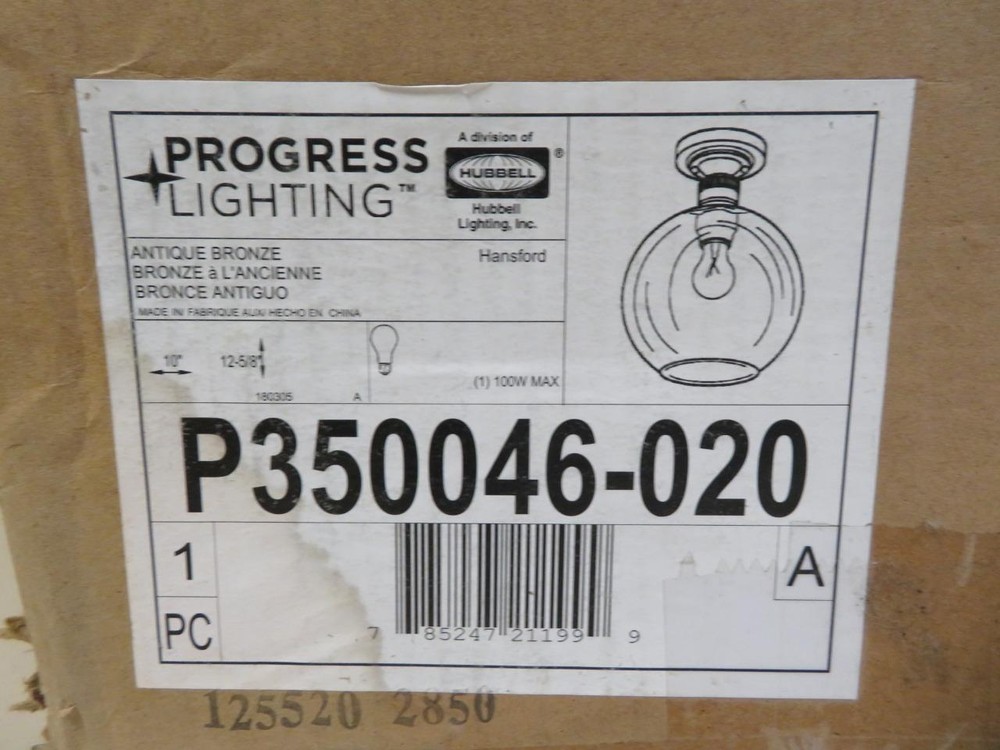 PROGRESS
LIGHTING™
A division of
HUBBELL®
Hubbell
Lighting, Inc.
ANTIQUE BRONZE
BRONZE à L'ANCIENNE
BRONCE ANTIGUO
Hansford
MADE IN/ FABRIQUE AUX/ HECHO EN CHINA
10"
12-5/8"
180305 A
(1) 100W MAX
P350046-020
1
PC
A
7 85247 21199 9
125520 2850